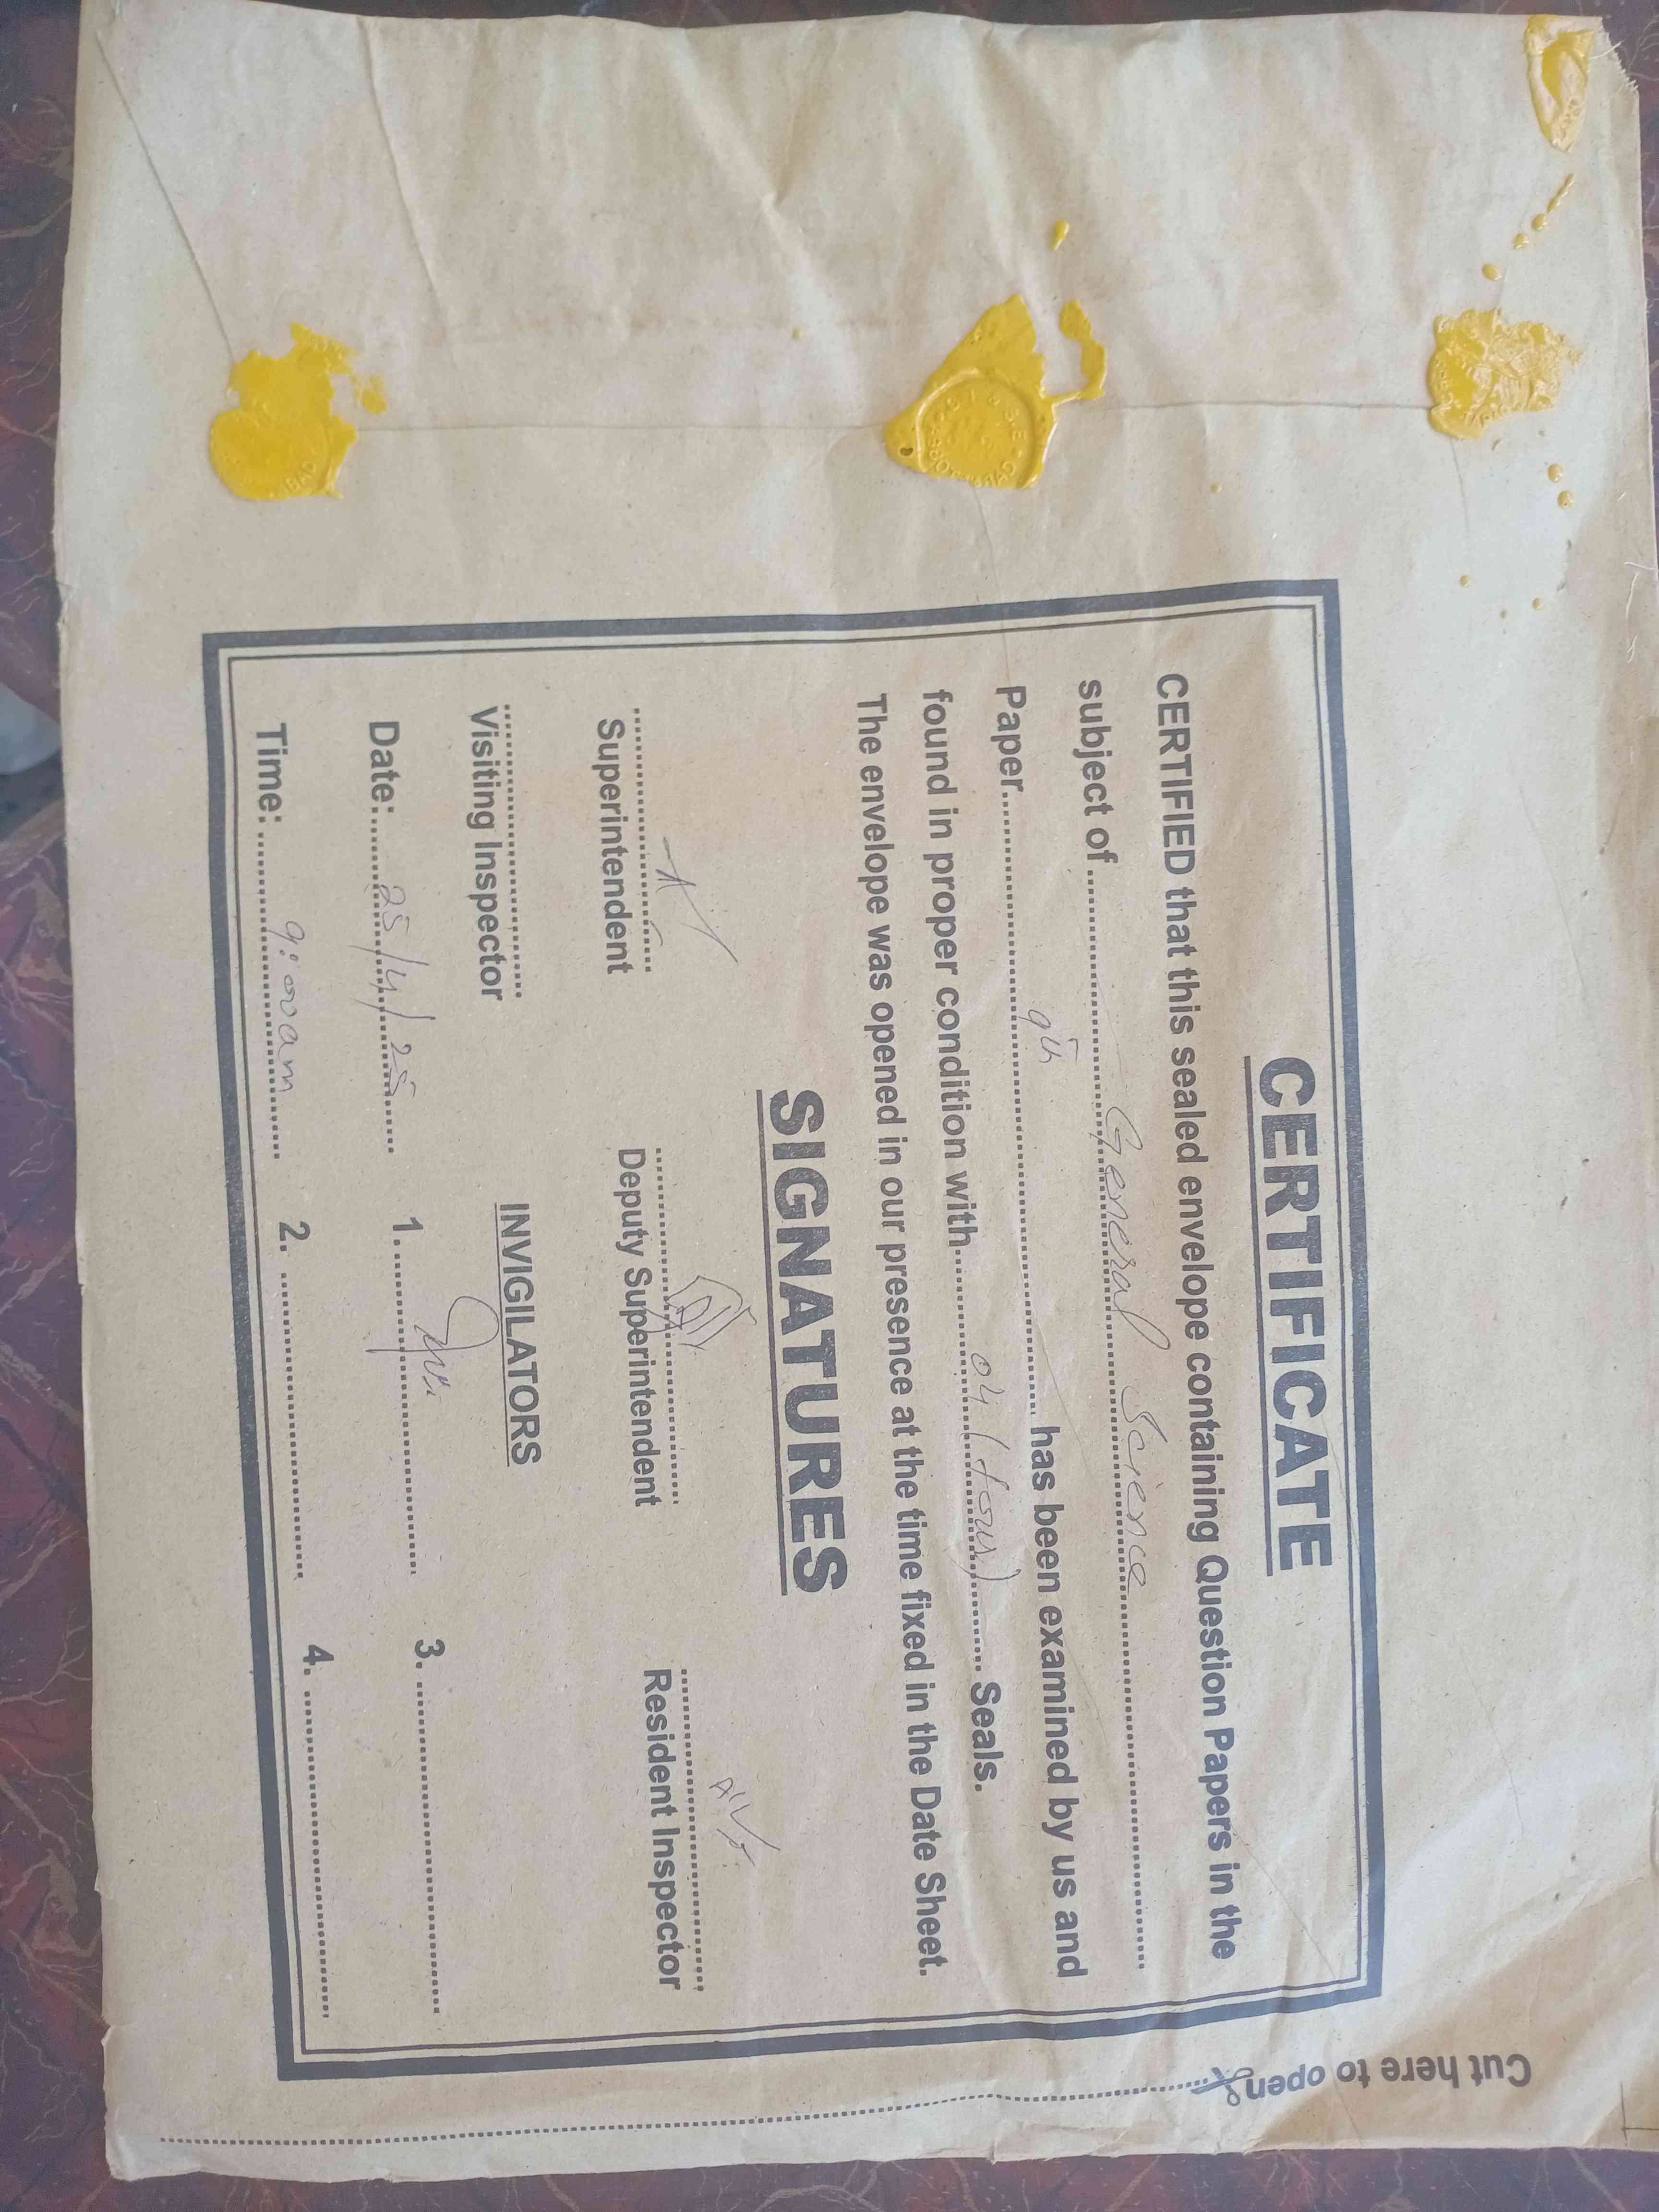 CERTIFICATE
CERTIFIED that this sealed envelope containing Question Papers in the
subject of General Science
Paper 9th has been examined by us and
found in proper condition with 04 (four) Seals.
The envelope was opened in our presence at the time fixed in the Date Sheet.
SIGNATURES
Superintendent Deputy Superintendent Resident Inspector
Visiting Inspector INVIGILATORS
Date: 25/4/25 1. 3.
Time: 9:00 am 2. 4.
Cut here to open